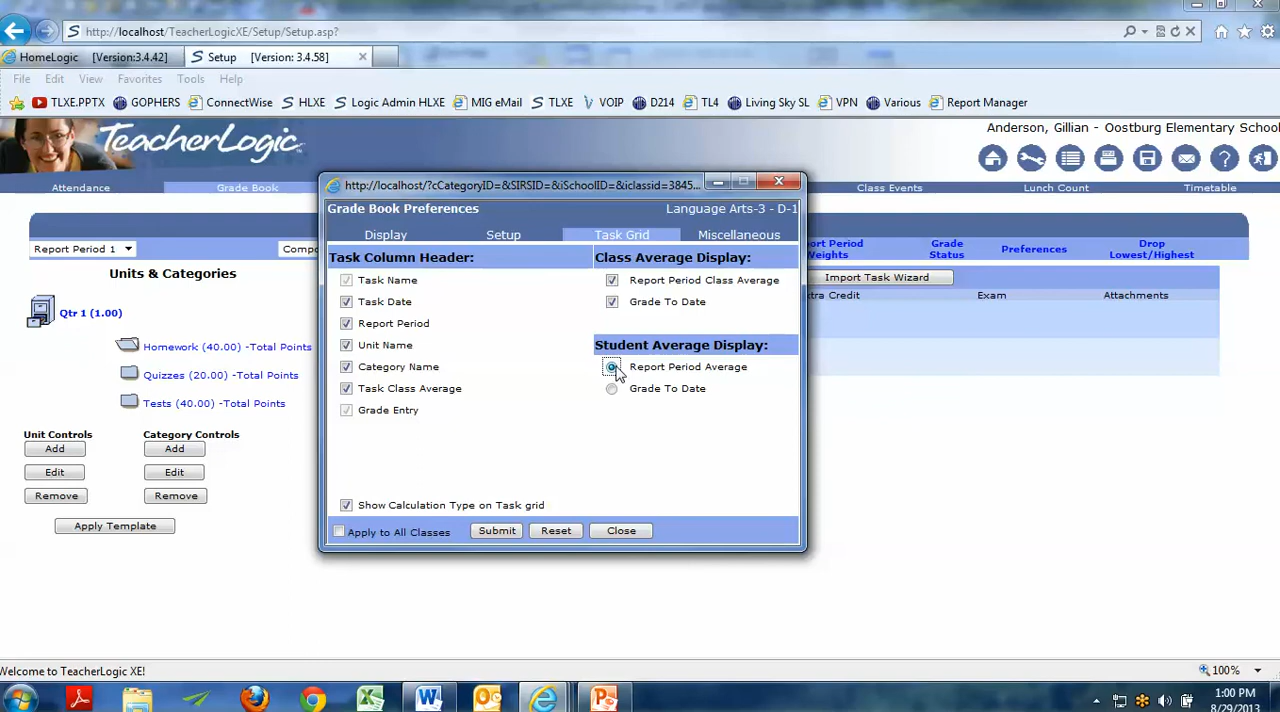 http://localhost/TeacherLogicXE/Setup/Setup.asp?
HomeLogic [Version:3.4.42]
Setup [Version: 3.4.58]
File Edit View Favorites Tools Help
TLXE.PPTX GOPHERS ConnectWise HLXE Logic Admin HLXE MIG eMail TLXE VOIP D214 TL4 Living Sky SL VPN Various Report Manager
TeacherLogic
Anderson, Gillian - Oostburg Elementary School
Attendance Grade Book Class Events Lunch Count Timetable
http://localhost/?cCategoryID=&SIRSID=&iSchoolID=&iclassid=3845...
Grade Book Preferences Language Arts-3 - D-1
Display Setup Task Grid Miscellaneous
Task Column Header:
Task Name
Task Date
Report Period
Unit Name
Category Name
Task Class Average
Grade Entry
Show Calculation Type on Task grid
Class Average Display:
Report Period Class Average
Grade To Date
Student Average Display:
Report Period Average
Grade To Date
Apply to All Classes Submit Reset Close
Report Period 1
Units & Categories
Qtr 1 (1.00)
Homework (40.00) -Total Points
Quizzes (20.00) -Total Points
Tests (40.00) -Total Points
Unit Controls Category Controls
Add Add
Edit Edit
Remove Remove
Apply Template
Period
Weights
Grade
Status
Preferences
Drop
Lowest/Highest
Import Task Wizard
Credit Exam Attachments
Welcome to TeacherLogic XE!
100%
1:00 PM
8/29/2013